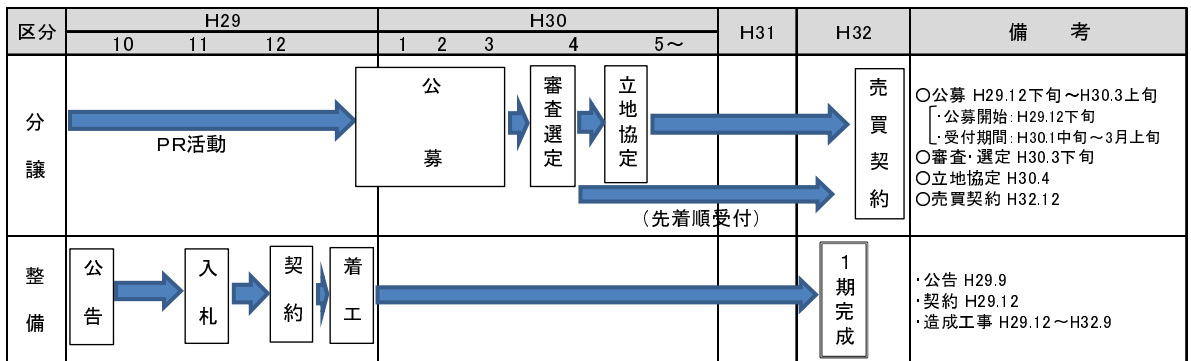 区分
H29
H30
H31
H32
備 考
10 11 12
1 2 3 4 5～
分譲
PR活動
公募
審査選定
立地協定
（先着順受付）
売買契約
○公募 H29.12下旬～H30.3上旬
・公募開始：H29.12下旬
・受付期間：H30.1中旬～3月上旬
○審査・選定 H30.3下旬
○立地協定 H30.4
○売買契約 H32.12
整備
公告
入札
契約
着工
1期完成
・公告 H29.9
・契約 H29.12
・造成工事 H29.12～H32.9